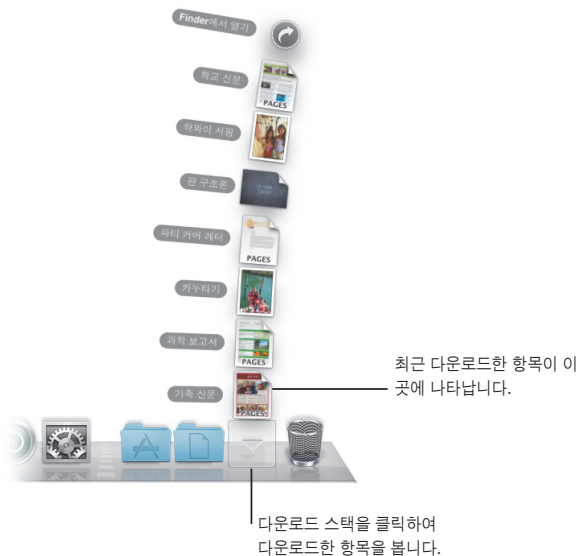 Finder에서 열기
학교 신문
PAGES
하와이 서핑
판 구조론
파티 커버 레터
PAGES
카누타기
과학 보고서
PAGES
가족 신문
PAGES
최근 다운로드한 항목이 이
곳에 나타납니다.
다운로드 스택을 클릭하여
다운로드한 항목을 봅니다.